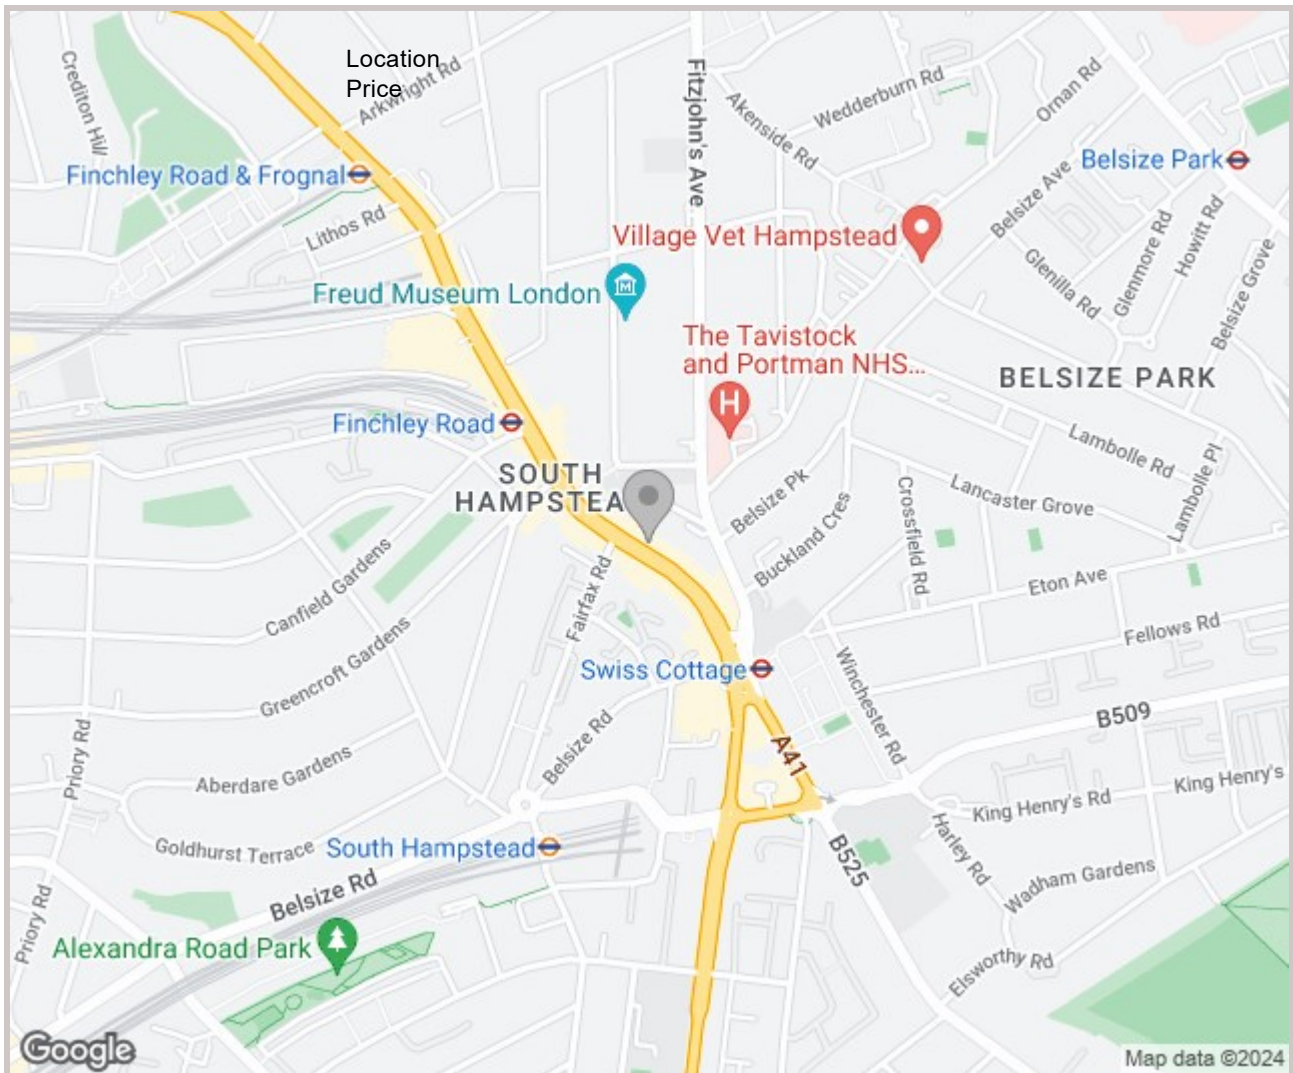 Location
Price
Arkwright Rd
Crediton Hill
Fitzjohn's Ave
Akenside Rd
Wedderburn Rd
Ornan Rd
Belsize Park
Finchley Road & Frognal
Lithos Rd
Belsize Ave
Howitt Rd
Glenmore Rd
Glenilla Rd
Belsize Grove
Village Vet Hampstead
Freud Museum London
The Tavistock
and Portman NHS...
BELSIZE PARK
Finchley Road
SOUTH
HAMPSTEA
Lambolle Rd
Lambolle Pl
Lancaster Grove
Crossfield Rd
Belsize Pk
Buckland Cres
Eton Ave
Fellows Rd
Canfield Gardens
Fairfax Rd
Greencroft Gardens
Swiss Cottage
Winchester Rd
B509
A41
Belsize Rd
Priory Rd
Aberdare Gardens
King Henry's
King Henry's Rd
Goldhurst Terrace
South Hampstead
Harley Rd
B525
Wadham Gardens
Belsize Rd
Priory Rd
Alexandra Road Park
Elsworthy Rd
Google
Map data ©2024